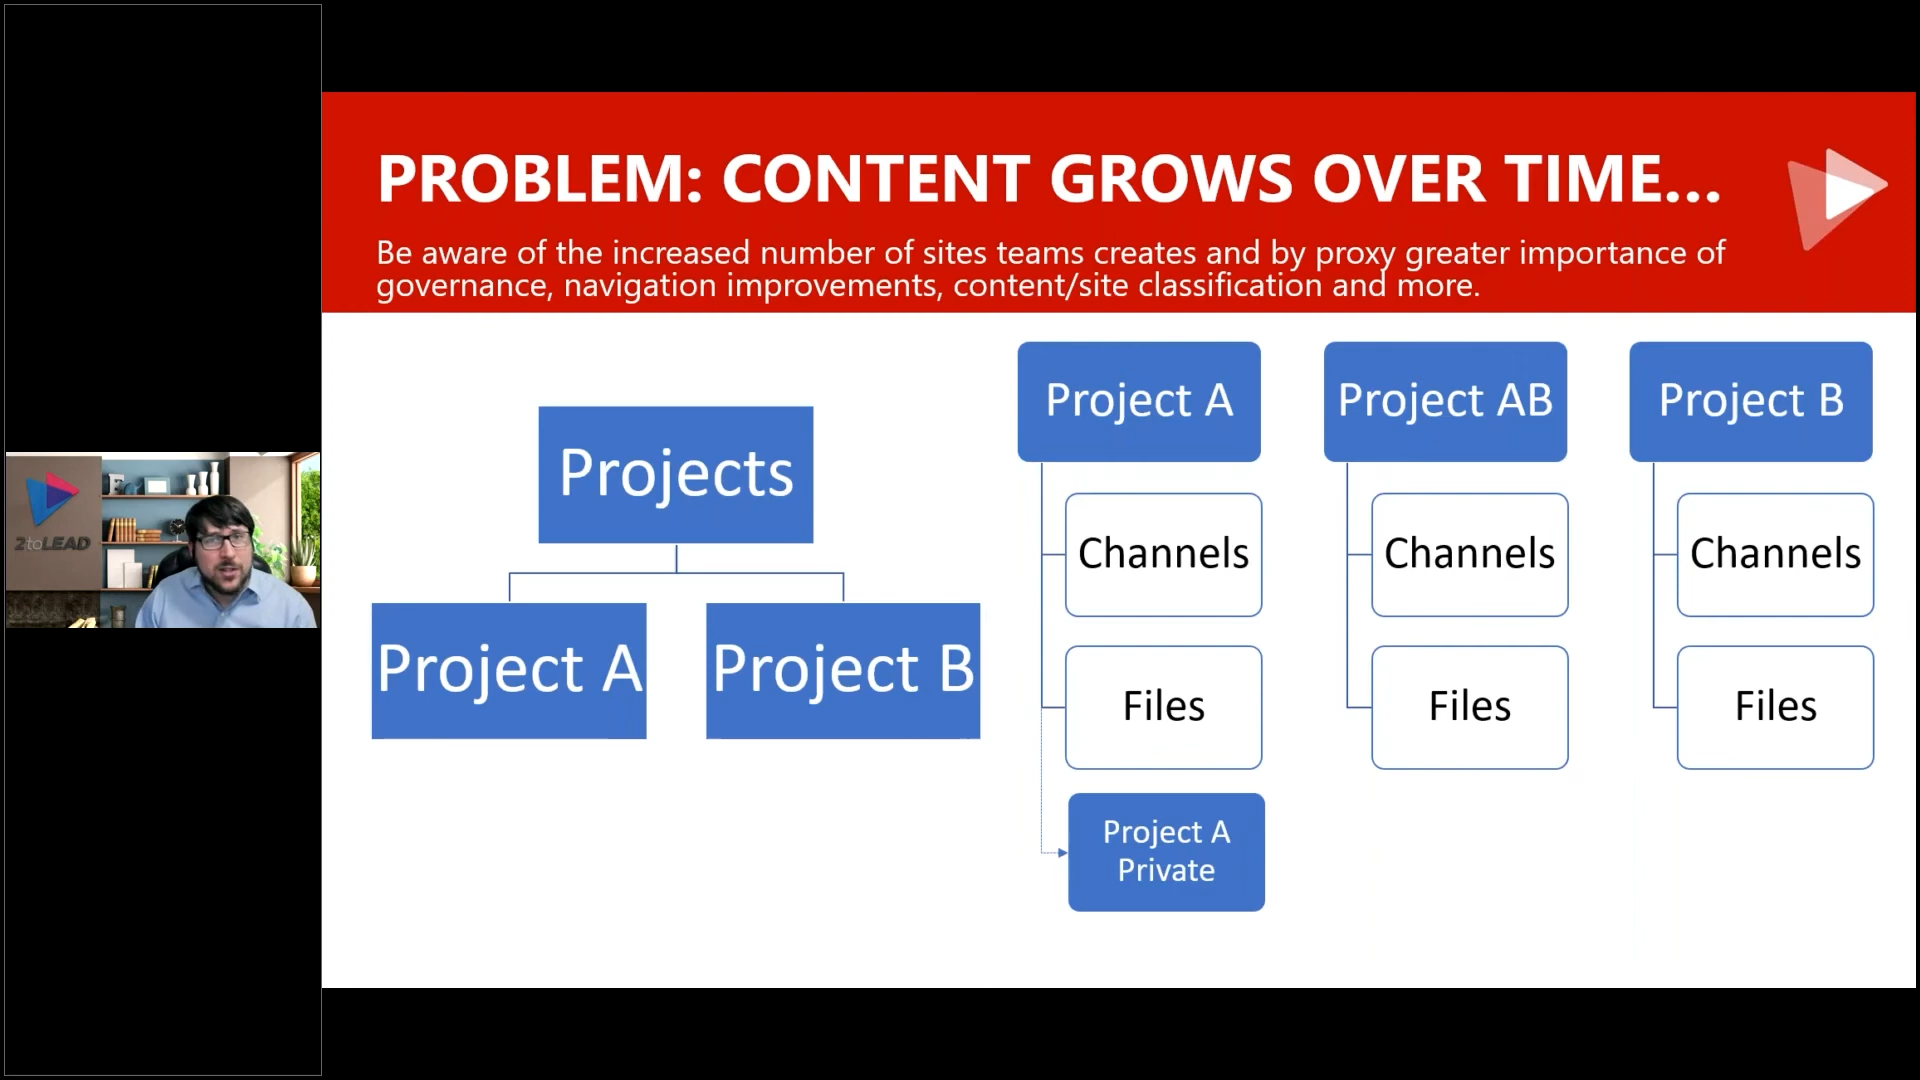 PROBLEM: CONTENT GROWS OVER TIME...
Be aware of the increased number of sites teams creates and by proxy greater importance of
governance, navigation improvements, content/site classification and more.
Projects
Project A
Project B
Project A
Channels
Files
Project A
Private
Project AB
Channels
Files
Project B
Channels
Files
2toLEAD